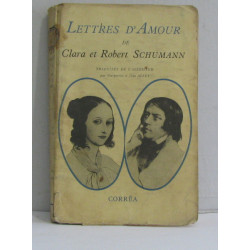 LETTRES D'AMOUR
DE
Clara et Robert SCHUMANN
CORRÊA